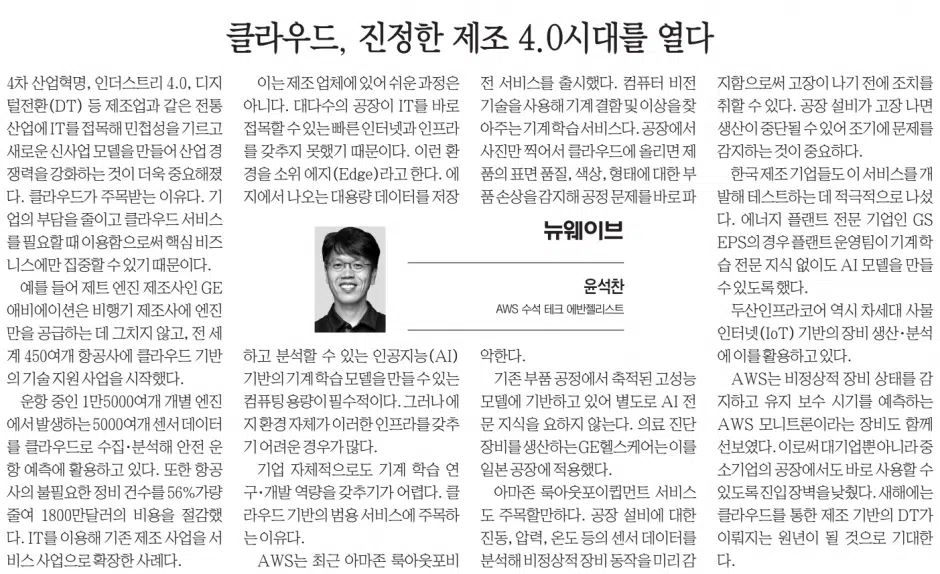 클라우드, 진정한 제조 4.0시대를 열다
4차 산업혁명, 인더스트리 4.0, 디지
털전환(DT) 등 제조업과 같은 전통
산업에 IT를 접목해 민첩성을 기르고
새로운 신사업 모델을 만들어 산업 경
쟁력을 강화하는 것이 더욱 중요해졌
다. 클라우드가 주목받는 이유다. 기
업의 부담을 줄이고 클라우드 서비스
를 필요할 때 이용함으로써 핵심 비즈
니스에만 집중할 수 있기 때문이다.
예를 들어 제트 엔진 제조사인 GE
애비에이션은 비행기 제조사에 엔진
만을 공급하는 데 그치지 않고, 전 세
계 450여개 항공사에 클라우드 기반
의 기술 지원 사업을 시작했다.
운항 중인 1만5000여개 개별 엔진
에서 발생하는 5000여개 센서 데이터
를 클라우드로 수집·분석해 안전 운
항 예측에 활용하고 있다. 또한 항공
사의 불필요한 정비 건수를 56%가량
줄여 1800만달러의 비용을 절감했
다. IT를 이용해 기존 제조 사업을 서
비스 사업으로 확장한 사례다.
이는 제조 업체에 있어 쉬운 과정은
아니다. 대다수의 공장이 IT를 바로
접목할 수 있는 빠른 인터넷과 인프라
를 갖추지 못했기 때문이다. 이런 환
경을 소위 에지(Edge)라고 한다. 에
지에서 나오는 대용량 데이터를 저장
하고 분석할 수 있는 인공지능(AI)
기반의 기계 학습 모델을 만들 수 있는
컴퓨팅 용량이 필수적이다. 그러나 에
지 환경 자체가 이러한 인프라를 갖추
기 어려운 경우가 많다.
기업 자체적으로도 기계 학습 연
구·개발 역량을 갖추기가 어렵다. 클
라우드 기반의 범용 서비스에 주목하
는 이유다.
AWS는 최근 아마존 룩아웃포비
뉴웨이브
윤석찬
AWS 수석 테크 에반젤리스트
전 서비스를 출시했다. 컴퓨터 비전
기술을 사용해 기계 결함 및 이상을 찾
아주는 기계학습 서비스다. 공장에서
사진만 찍어서 클라우드에 올리면 제
품의 표면 품질, 색상, 형태에 대한 부
품 손상을 감지해 공정 문제를 바로 파
악한다.
기존 부품 공정에서 축적된 고성능
모델에 기반하고 있어 별도로 AI 전
문 지식을 요하지 않는다. 의료 진단
장비를 생산하는 GE헬스케어는 이를
일본 공장에 적용했다.
아마존 룩아웃포이큅먼트 서비스
도 주목할만하다. 공장 설비에 대한
진동, 압력, 온도 등의 센서 데이터를
분석해 비정상적 장비 동작을 미리 감
지함으로써 고장이 나기 전에 조치를
취할 수 있다. 공장 설비가 고장 나면
생산이 중단될 수 있어 조기에 문제를
감지하는 것이 중요하다.
한국 제조 기업들도 이 서비스를 개
발해 테스트하는 데 적극적으로 나섰
다. 에너지 플랜트 전문 기업인 GS
EPS의 경우 플랜트 운영팀이 기계 학
습 전문 지식 없이도 AI 모델을 만들
수 있도록 했다.
두산인프라코어 역시 차세대 사물
인터넷(IoT) 기반의 장비 생산·분석
에 이를 활용하고 있다.
AWS는 비정상적 장비 상태를 감
지하고 유지 보수 시기를 예측하는
AWS 모니트론이라는 장비도 함께
선보였다. 이로써 대기업뿐 아니라 중
소기업의 공장에서도 바로 사용할 수
있도록 진입 장벽을 낮췄다. 새해에는
클라우드를 통한 제조 기반의 DT가
이뤄지는 원년이 될 것으로 기대한
다.